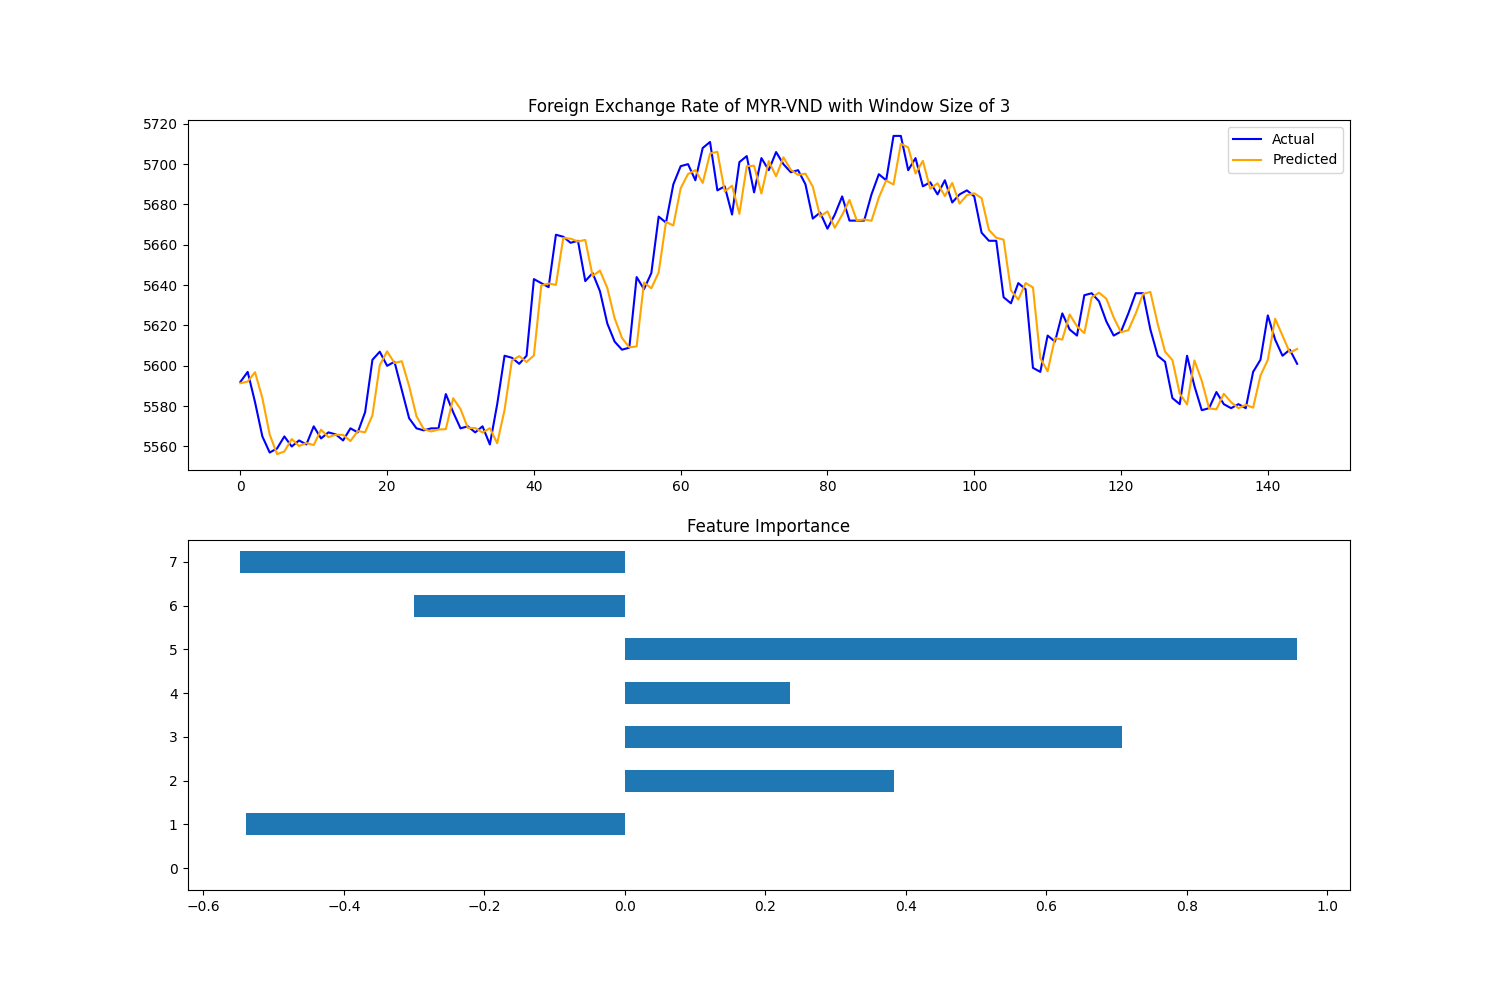 Foreign Exchange Rate of MYR-VND with Window Size of 3
5720
5700
5680
5660
5640
5620
5600
5580
5560
Actual
Predicted
0 20 40 60 80 100 120 140
Feature Importance
7
6
5
4
3
2
1
0
−0.6 −0.4 −0.2 0.0 0.2 0.4 0.6 0.8 1.0